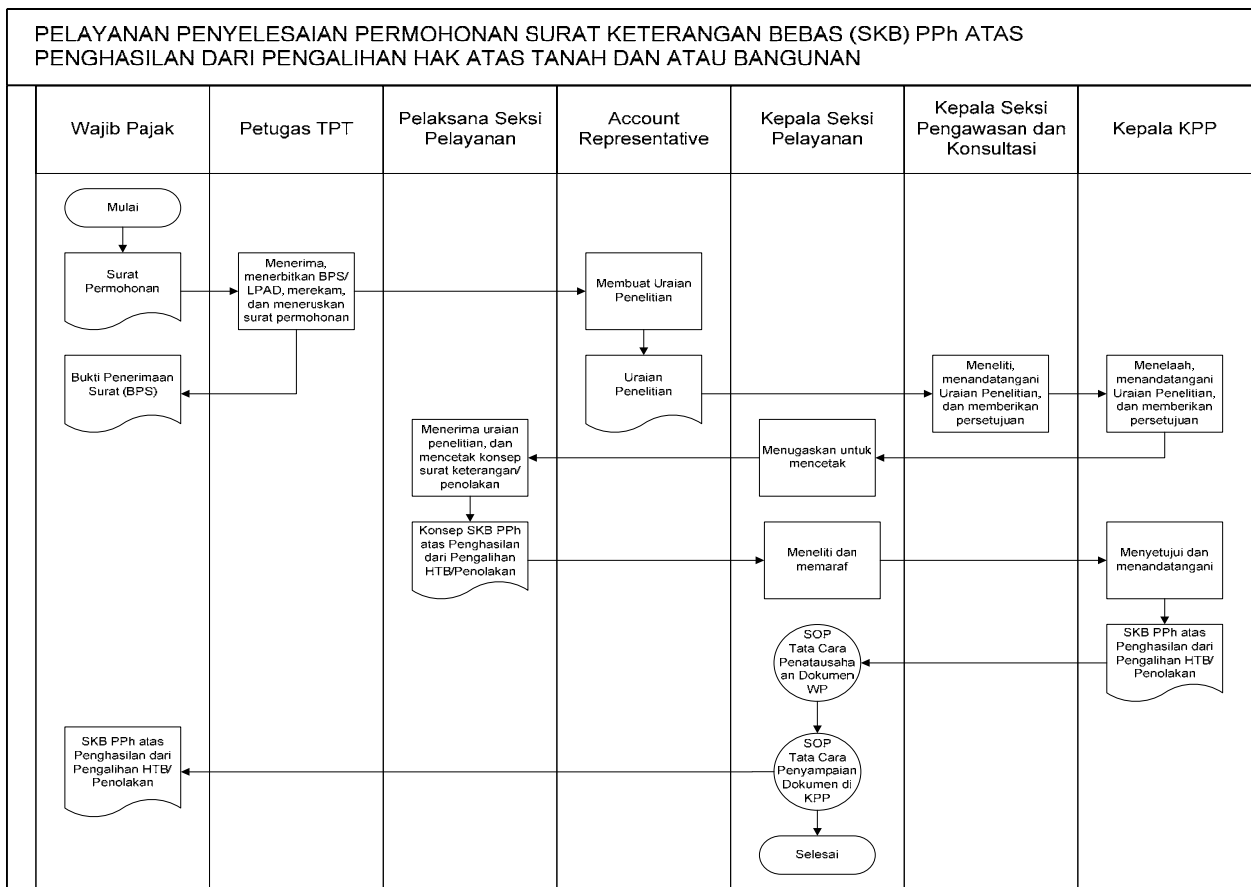 PELAYANAN PENYELESAIAN PERMOHONAN SURAT KETERANGAN BEBAS (SKB) PPh ATAS
PENGHASILAN DARI PENGALIHAN HAK ATAS TANAH DAN ATAU BANGUNAN
Wajib Pajak
Petugas TPT
Pelaksana Seksi
Pelayanan
Account
Representative
Kepala Seksi
Pelayanan
Kepala Seksi
Pengawasan dan
Konsultasi
Kepala KPP
Mulai
Surat
Permohonan
Menerima,
menerbitkan BPS/
LPAD, merekam,
dan meneruskan
surat permohonan
Membuat Uraian
Penelitian
Bukti Penerimaan
Surat (BPS)
Uraian
Penelitian
Meneliti,
menandatangani
Uraian Penelitian,
dan memberikan
persetujuan
Menelaah,
menandatangani
Uraian Penelitian,
dan memberikan
persetujuan
Menerima uraian
penelitian, dan
mencetak konsep
surat keterangan/
penolakan
Menugaskan untuk
mencetak
Konsep SKB PPh
atas Penghasilan
dari Pengalihan
HTB/Penolakan
Meneliti dan
memaraf
Menyetujui dan
menandatangani
SOP
Tata Cara
Penatausaha
an Dokumen
WP
SKB PPh atas
Penghasilan dari
Pengalihan HTB/
Penolakan
SKB PPh atas
Penghasilan dari
Pengalihan HTB/
Penolakan
SOP
Tata Cara
Penyampaian
Dokumen di
KPP
Selesai